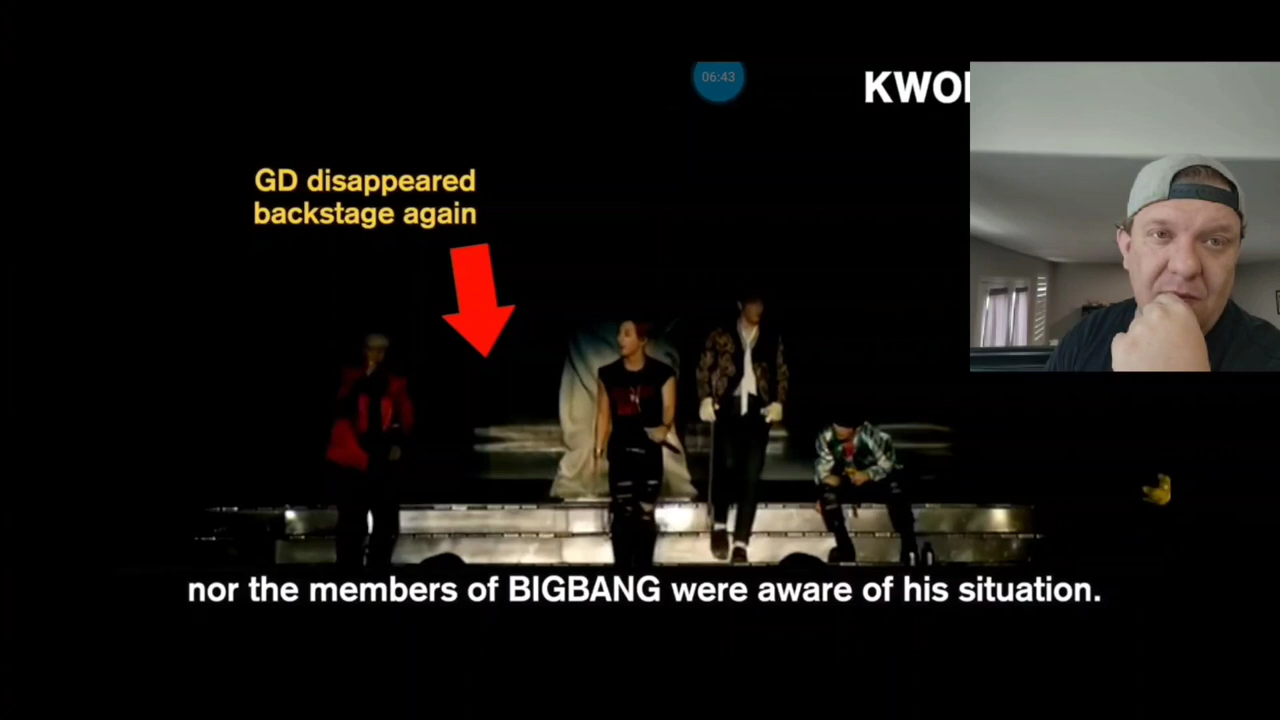 06:43
KWO
GD disappeared
backstage again
nor the members of BIGBANG were aware of his situation.